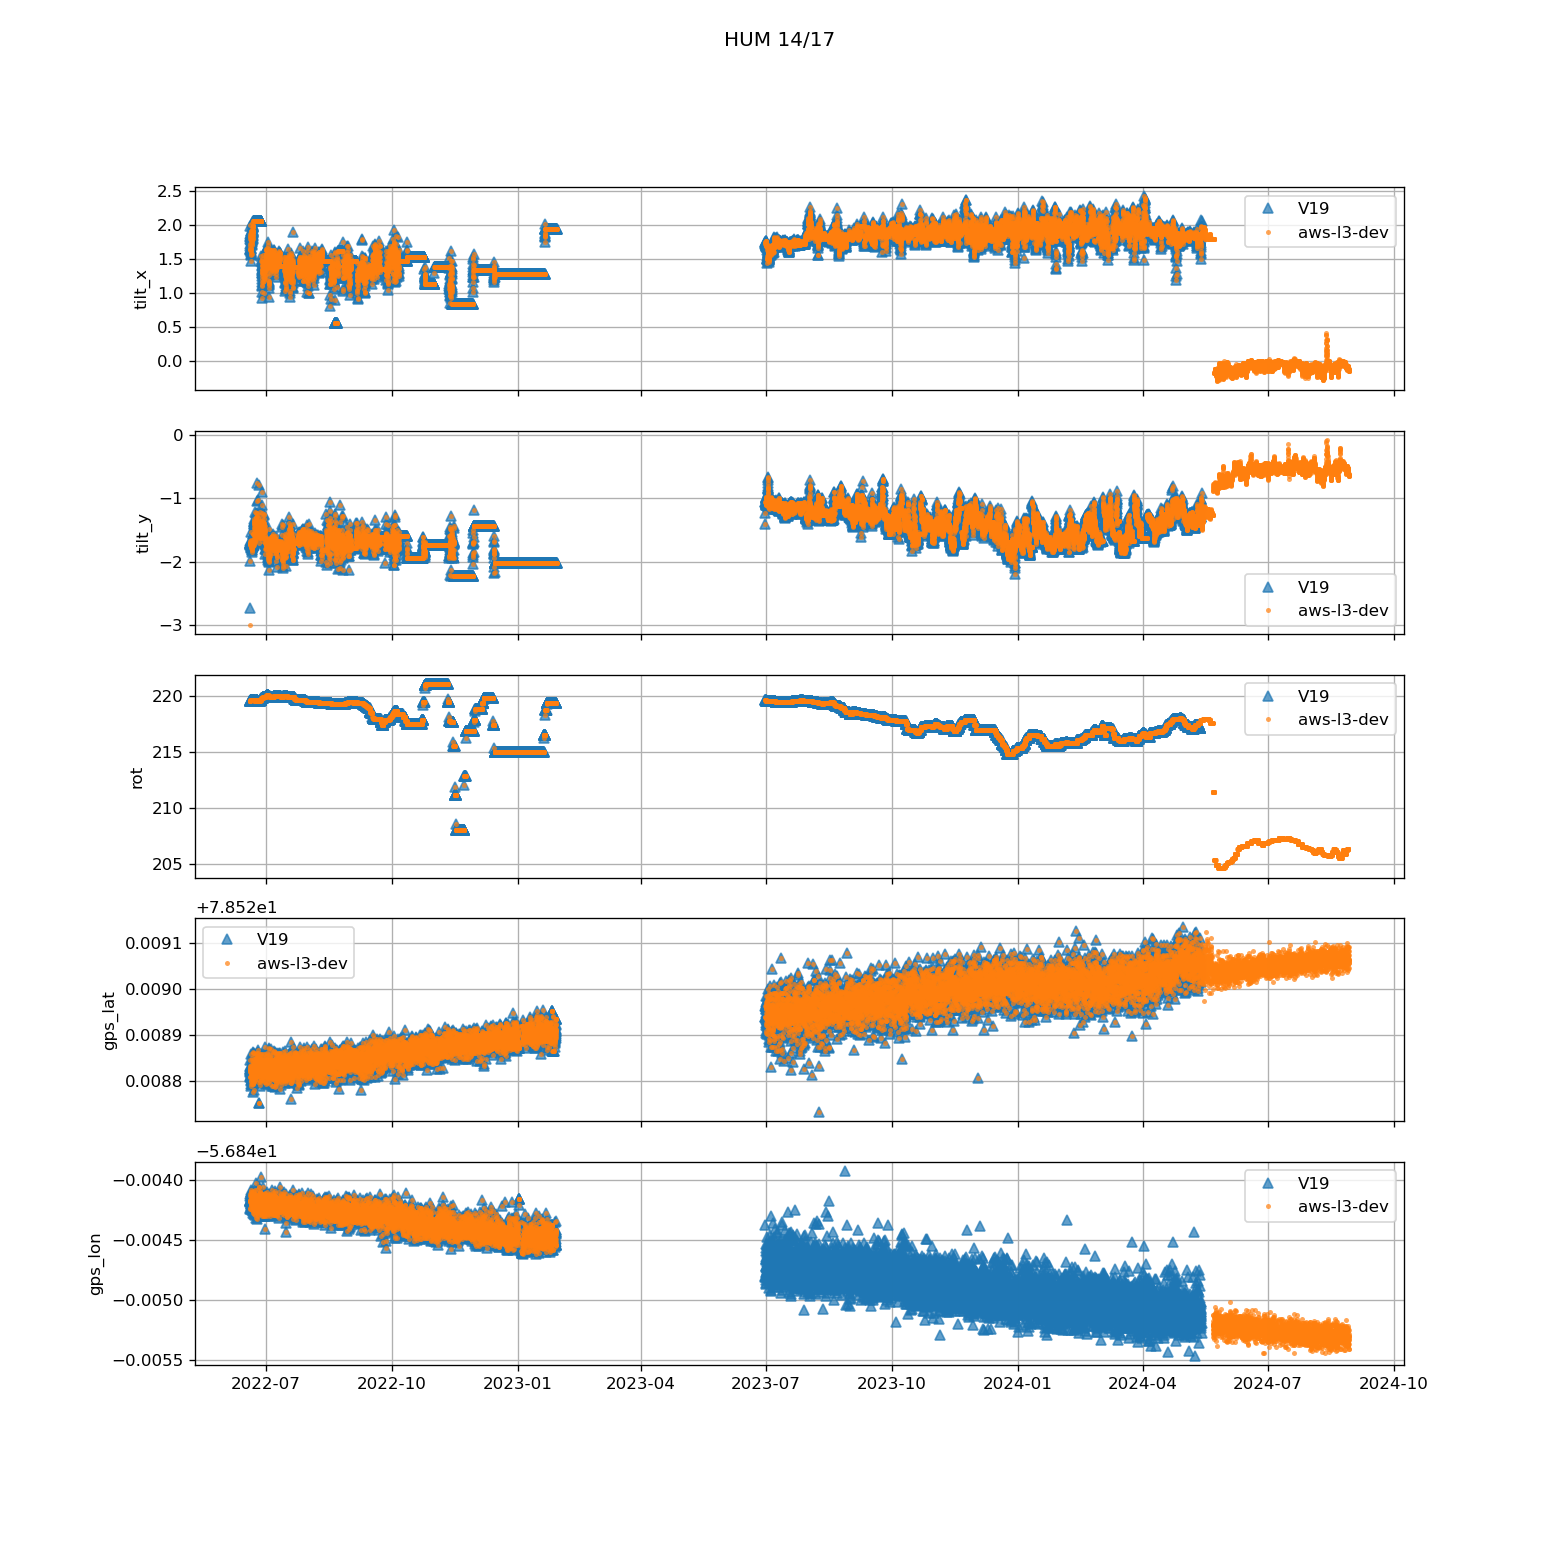 HUM 14/17
2.5
2.0
1.5
1.0
0.5
0.0
tilt_x
V19
aws-l3-dev
0
−1
−2
−3
tilt_y
V19
aws-l3-dev
220
215
210
205
rot
V19
aws-l3-dev
+7.852e1
0.0091
0.0090
0.0089
0.0088
gps_lat
V19
aws-l3-dev
−5.684e1
−0.0040
−0.0045
−0.0050
−0.0055
gps_lon
V19
aws-l3-dev
2022-07 2022-10 2023-01 2023-04 2023-07 2023-10 2024-01 2024-04 2024-07 2024-10